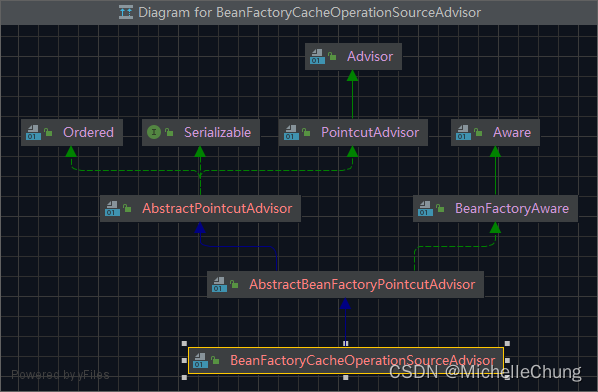 Diagram for BeanFactoryCacheOperationSourceAdvisor
Advisor
Ordered
Serializable
PointcutAdvisor
Aware
AbstractPointcutAdvisor
BeanFactoryAware
AbstractBeanFactoryPointcutAdvisor
BeanFactoryCacheOperationSourceAdvisor
Powered by yFiles
CSDN @MichelleChung